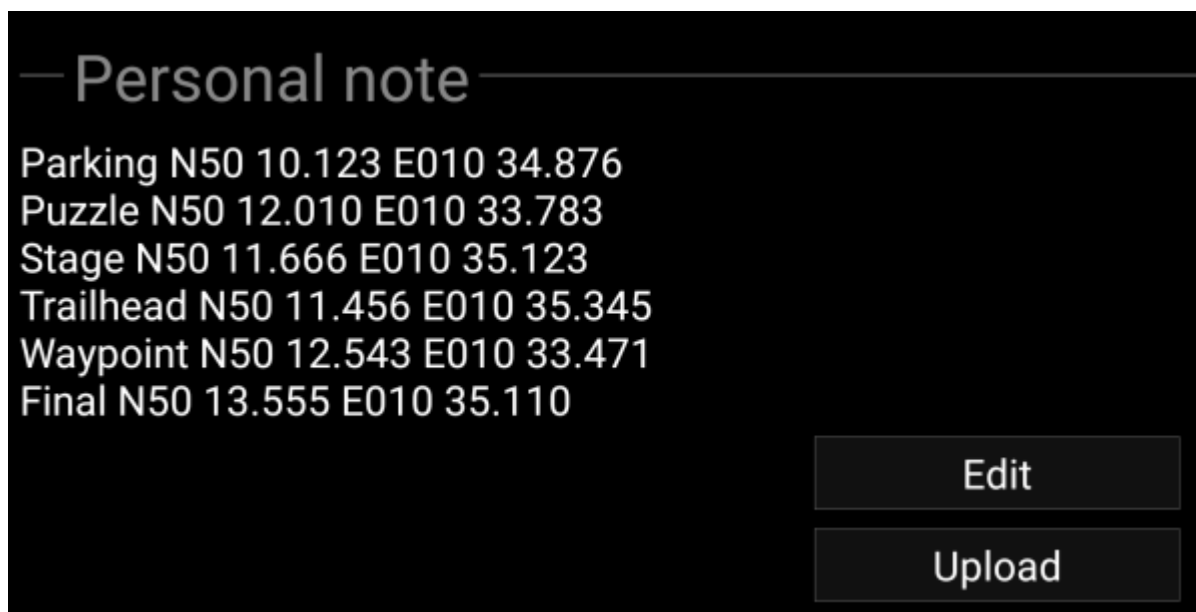 Personal note
Parking N50 10.123 E010 34.876
Puzzle N50 12.010 E010 33.783
Stage N50 11.666 E010 35.123
Trailhead N50 11.456 E010 35.345
Waypoint N50 12.543 E010 33.471
Final N50 13.555 E010 35.110
Edit
Upload